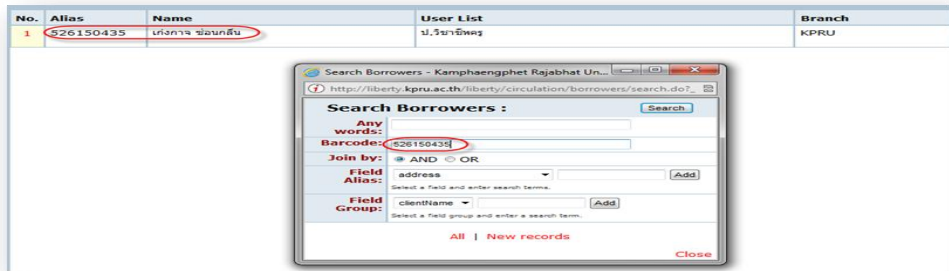 No. Alias Name User List Branch
1 526150435 เก่งกาจ ซ่อนกลิ่น ป.วิชาชีพครู KPRU
Search Borrowers - Kamphaengphet Rajabhat Un...
http://liberty.kpru.ac.th/liberty/circulation/borrowers/search.do?_
Search Borrowers : Search
Any words:
Barcode: 526150435
Join by: AND OR
Field Alias: address Add
Select a field and enter search terms.
Field Group: clientName Add
Select a field group and enter a search term.
All | New records
Close